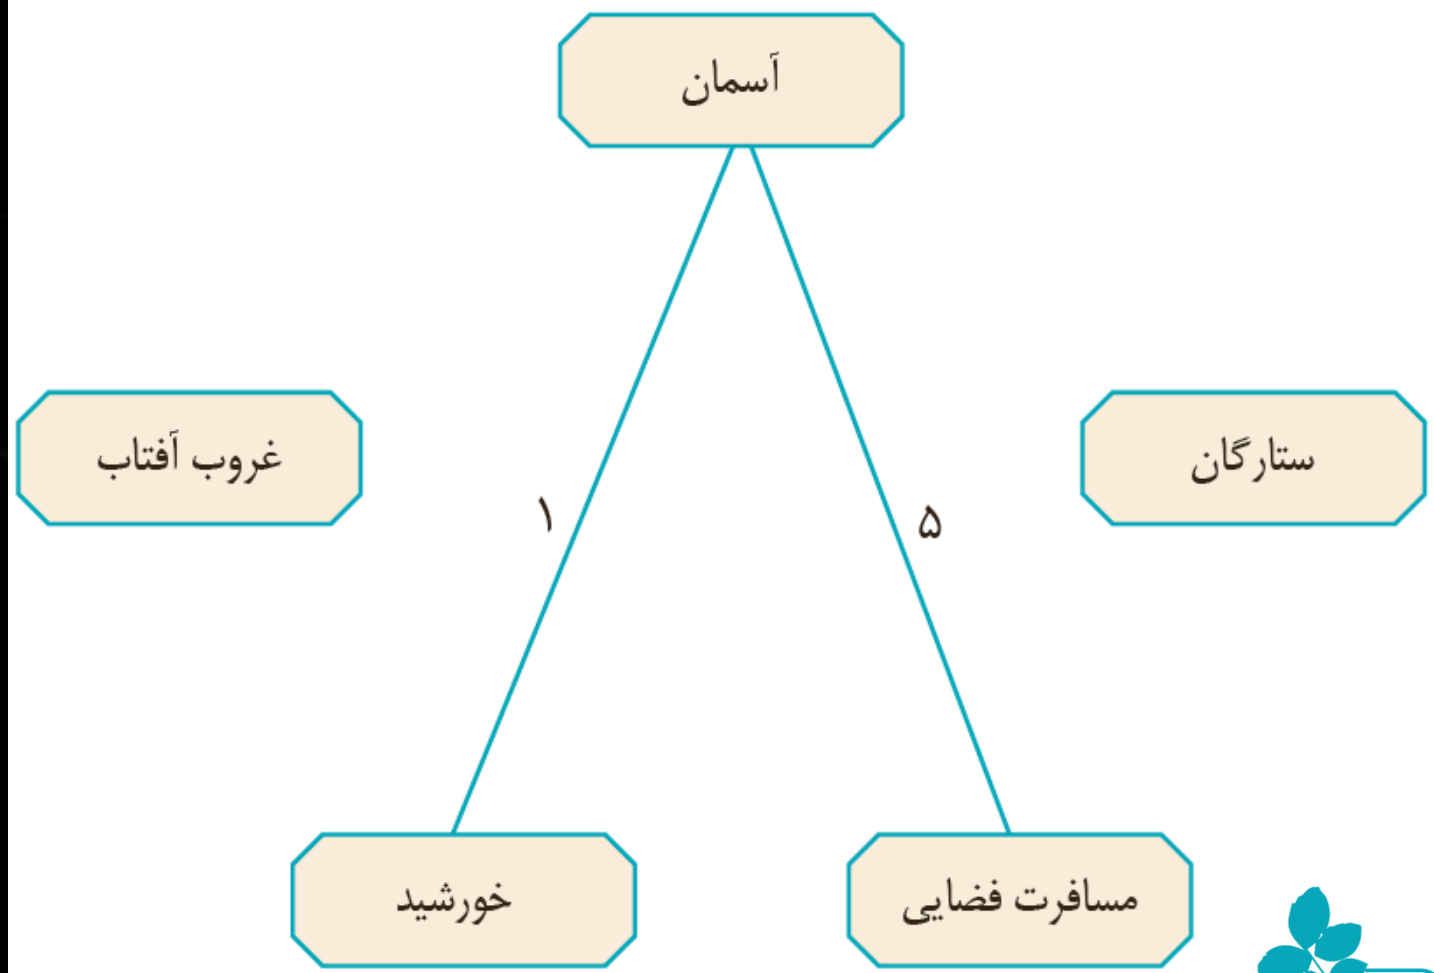 آسمان
ستارگان
غروب آفتاب
۵
۱
مسافرت فضایی
خورشید